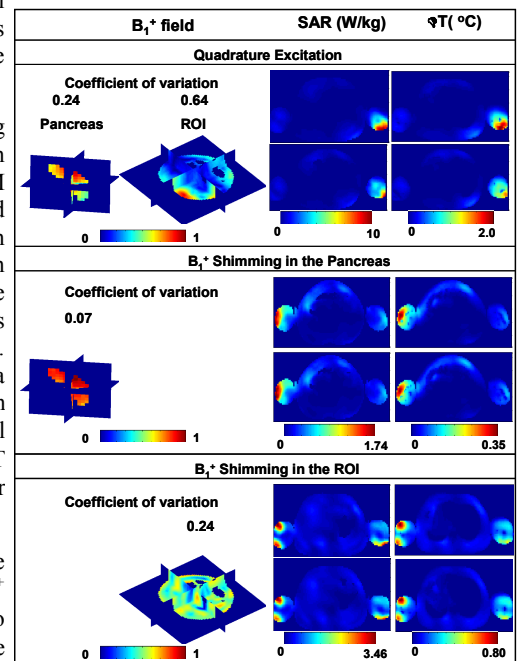 B₁⁺ field SAR (W/kg) T( ºC)
Quadrature Excitation
Coefficient of variation
0.24 0.64
Pancreas ROI
0 1
0 10 0 2.0
B₁⁺ Shimming in the Pancreas
Coefficient of variation
0.07
0 1
0 1.74 0 0.35
B₁⁺ Shimming in the ROI
Coefficient of variation
0.24
0 1
0 3.46 0 0.80